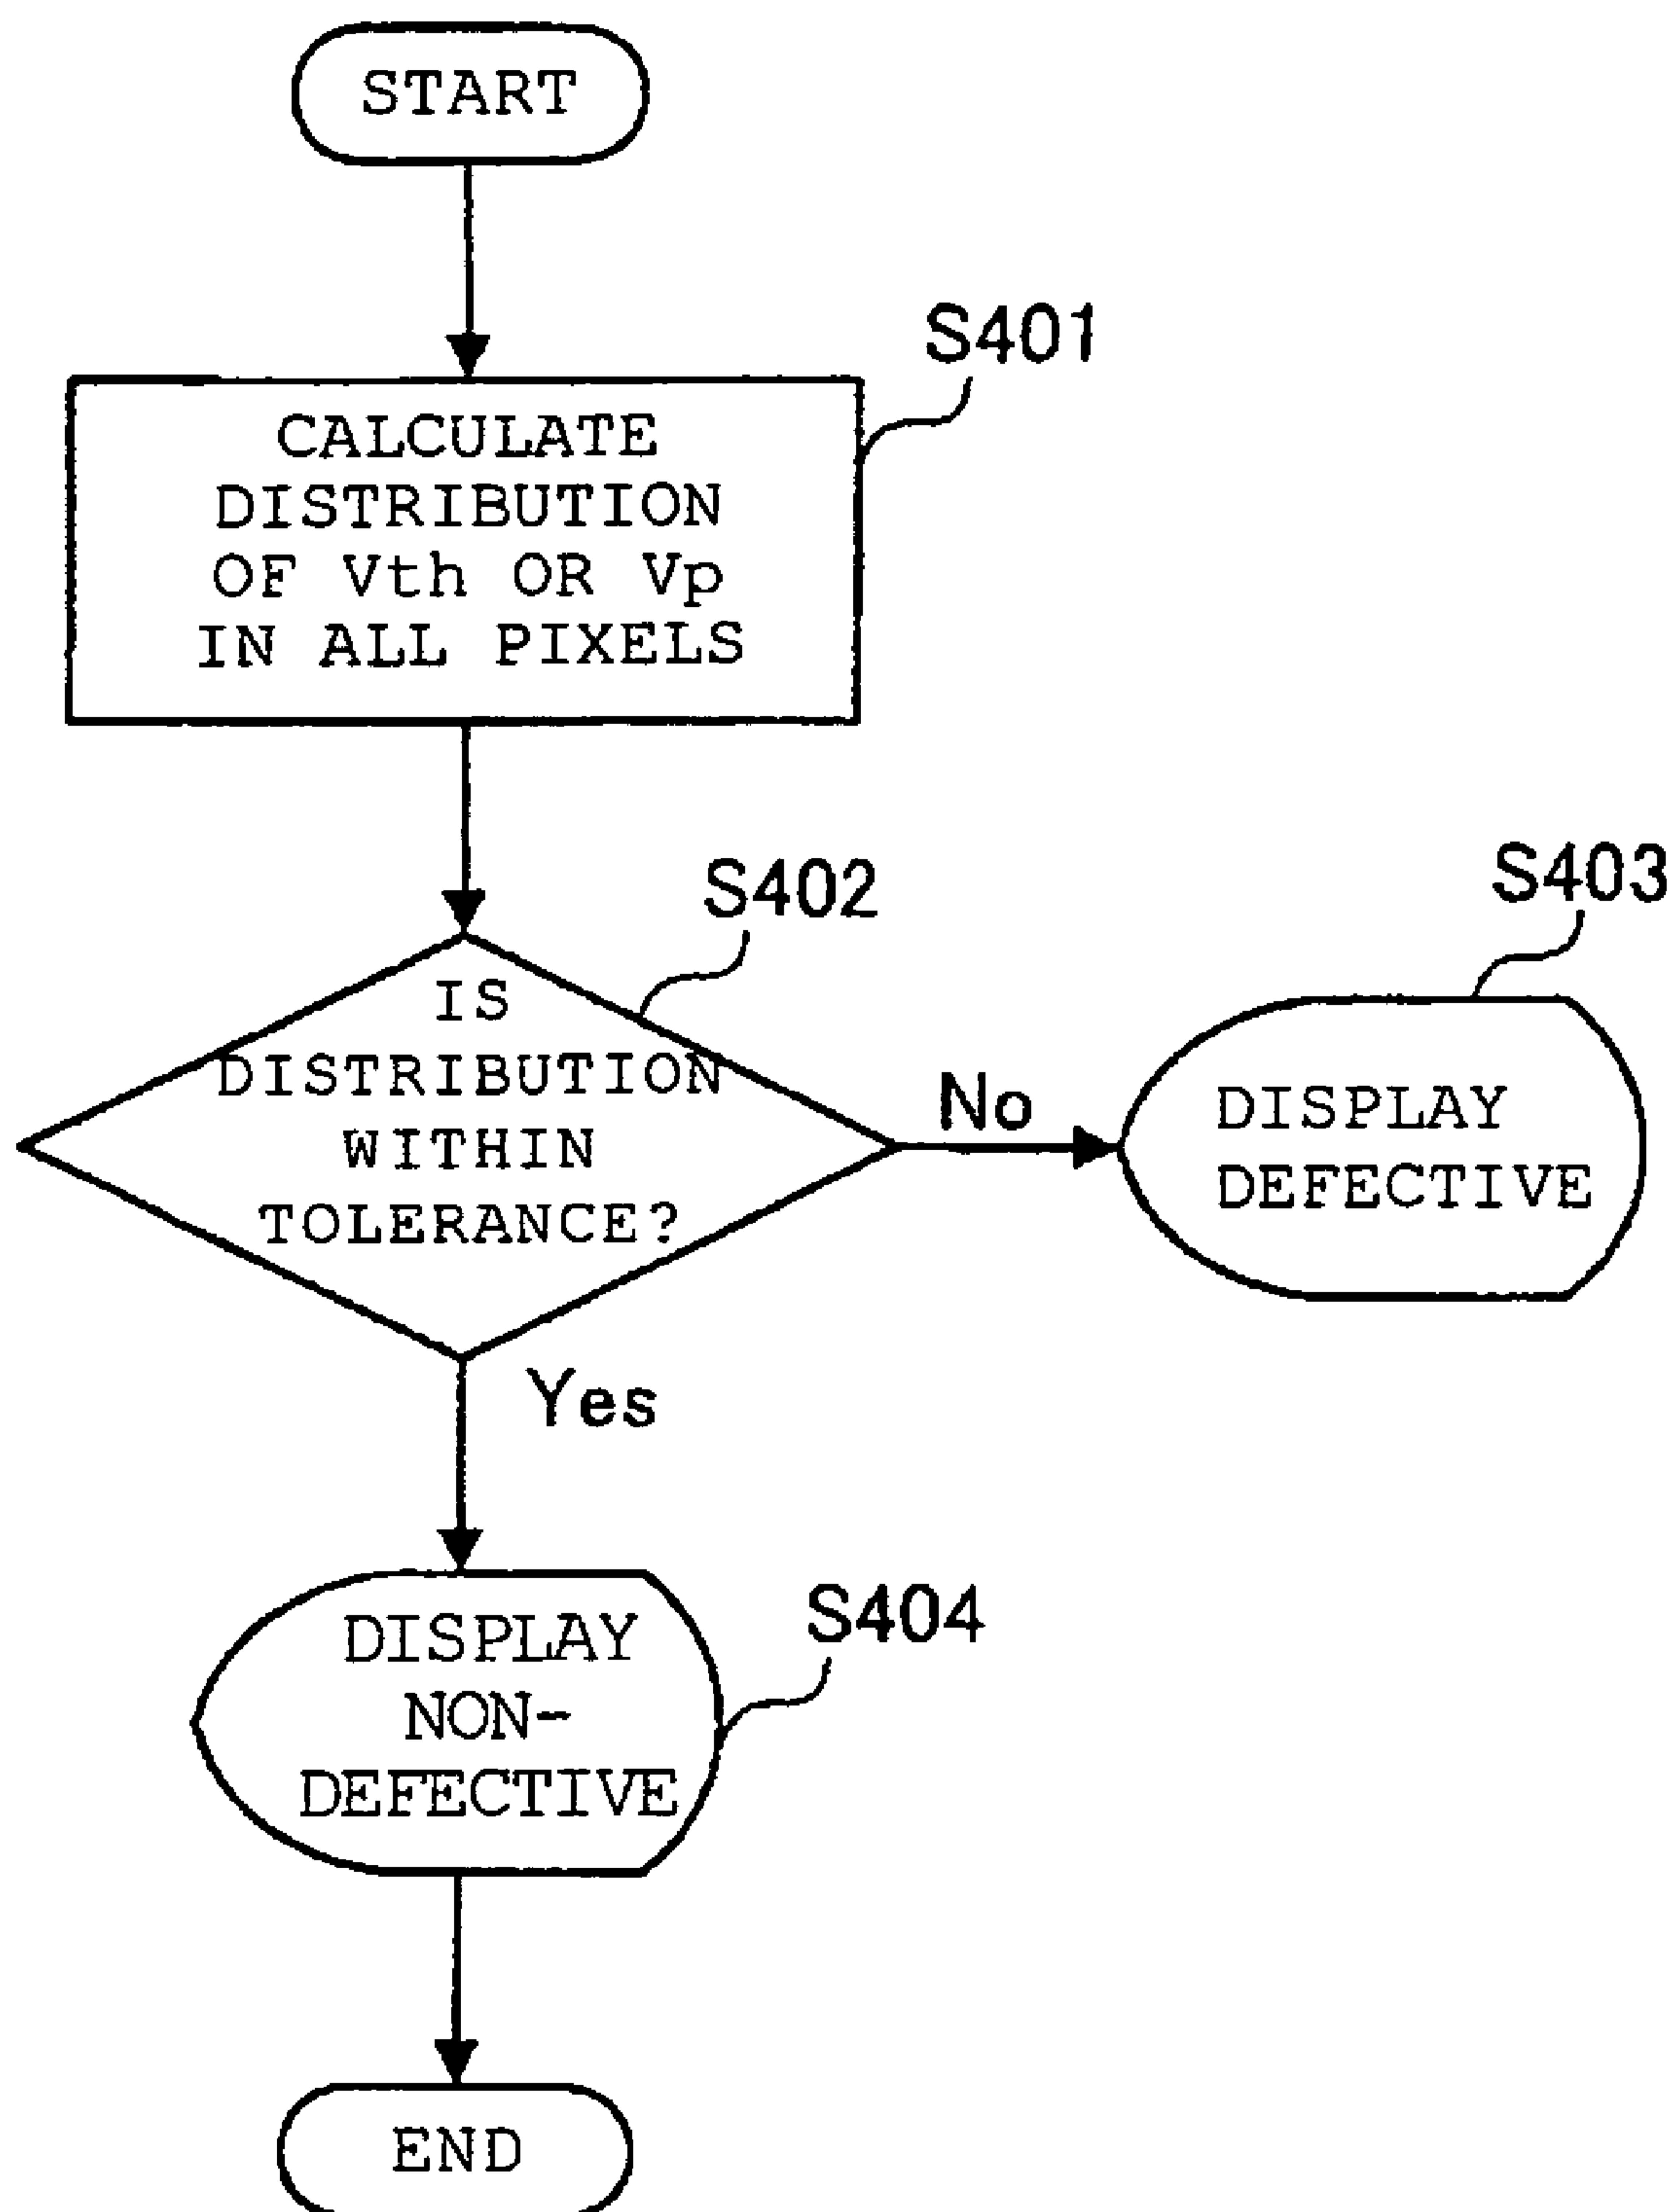 START
S401
CALCULATE
DISTRIBUTION
OF Vth OR Vp
IN ALL PIXELS
S402
IS
DISTRIBUTION
WITHIN
TOLERANCE?
No
S403
DISPLAY
DEFECTIVE
Yes
S404
DISPLAY
NON-
DEFECTIVE
END